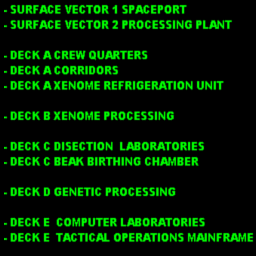 - SURFACE VECTOR 1 SPACEPORT
- SURFACE VECTOR 2 PROCESSING PLANT
- DECK A CREW QUARTERS
- DECK A CORRIDORS
- DECK A XENOME REFRIGERATION UNIT
- DECK B XENOME PROCESSING
- DECK C DISECTION LABORATORIES
- DECK C BEAK BIRTHING CHAMBER
- DECK D GENETIC PROCESSING
- DECK E COMPUTER LABORATORIES
- DECK E TACTICAL OPERATIONS MAINFRAME